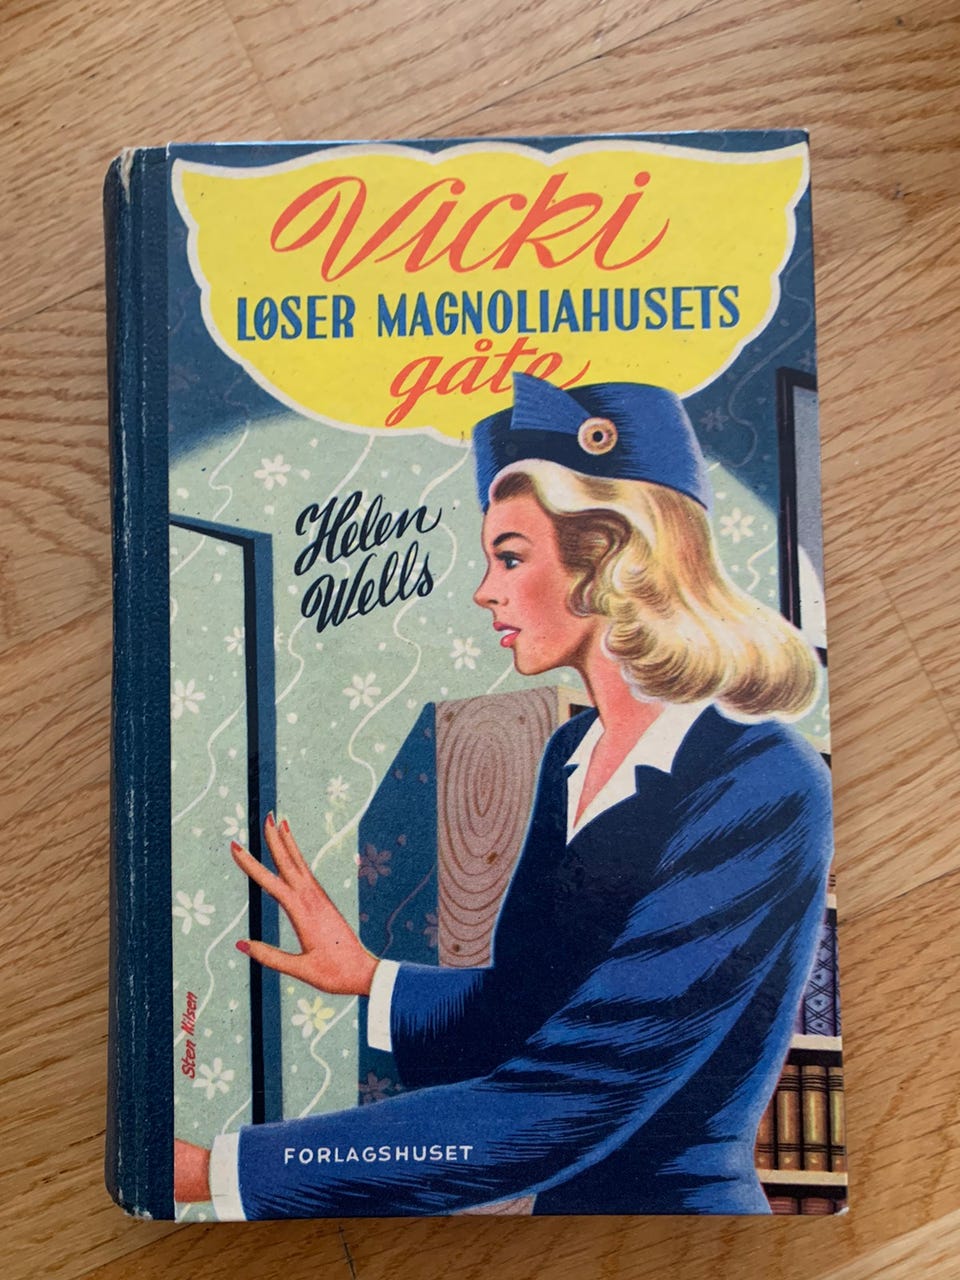 Vicki
LØSER MAGNOLIAHUSETS
gåte
Helen
Wells
Sten Nilsen
FORLAGSHUSET